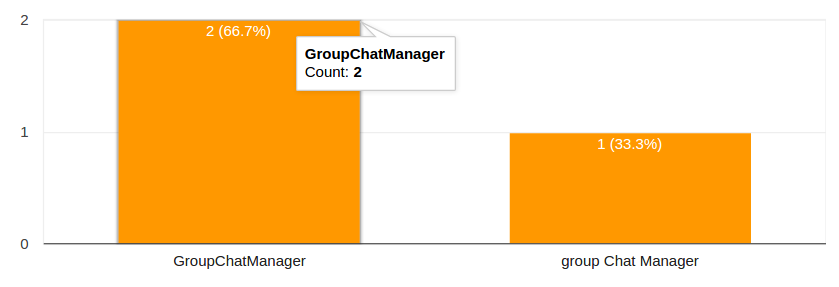 2
2 (66.7%)
GroupChatManager
Count: 2
1
1 (33.3%)
0
GroupChatManager
group Chat Manager